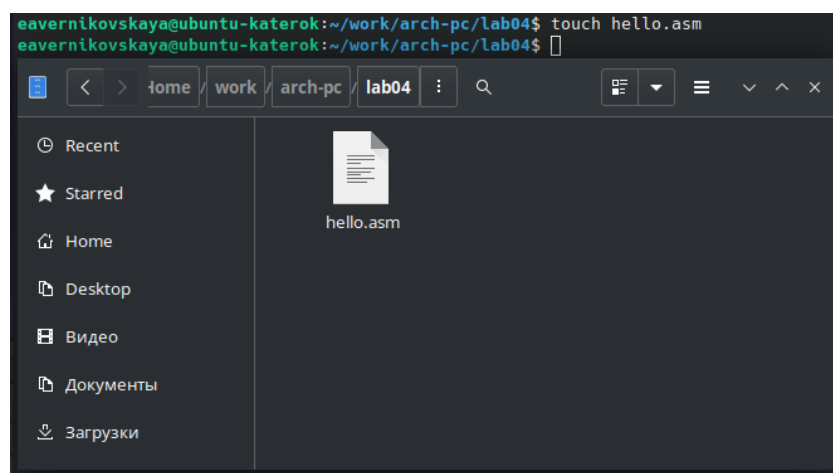 eavernikovskaya@ubuntu-katerok:~/work/arch-pc/lab04$ touch hello.asm
eavernikovskaya@ubuntu-katerok:~/work/arch-pc/lab04$
Home / work / arch-pc / lab04
Recent
Starred
hello.asm
Home
Desktop
Видео
Документы
Загрузки